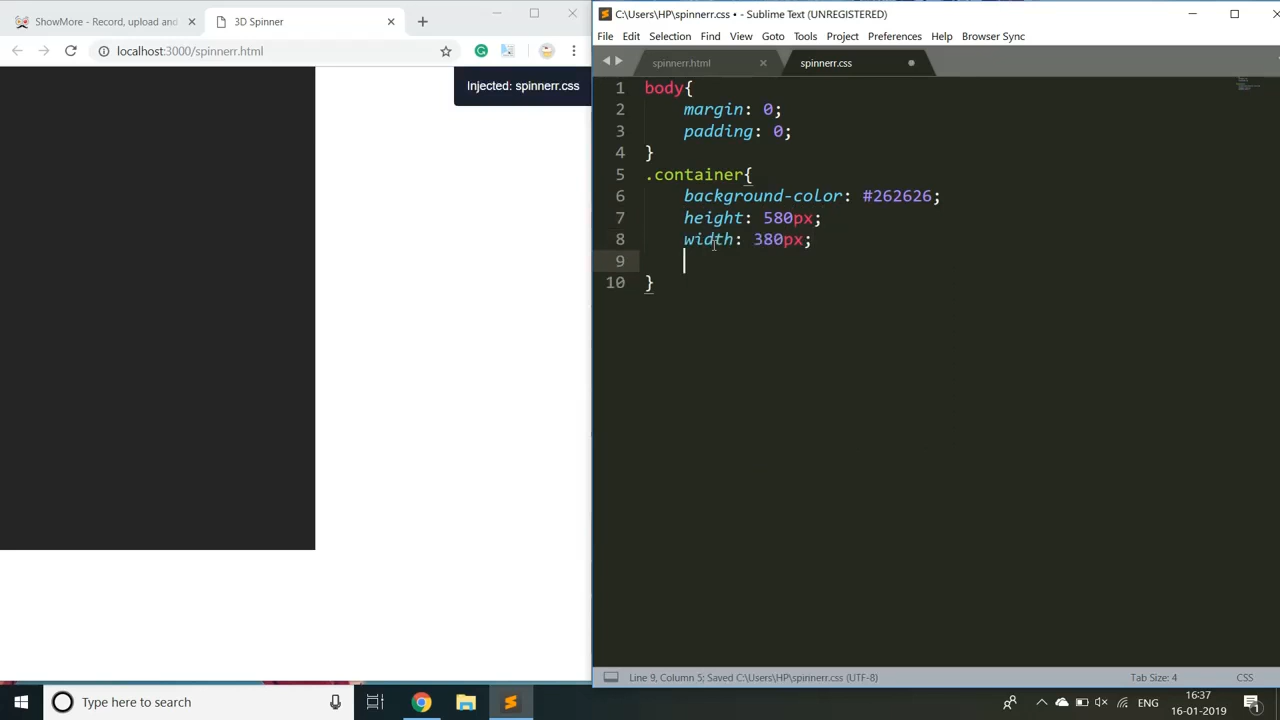 ShowMore - Record, upload and
3D Spinner
localhost:3000/spinnerr.html
Injected: spinnerr.css
C:\Users\HP\spinnerr.css • - Sublime Text (UNREGISTERED)
File Edit Selection Find View Goto Tools Project Preferences Help Browser Sync
spinnerr.html
spinnerr.css
1 body{
2 margin: 0;
3 padding: 0;
4 }
5 .container{
6 background-color: #262626;
7 height: 580px;
8 width: 380px;
9
10 }
Line 9, Column 5; Saved C:\Users\HP\spinnerr.css (UTF-8)
Tab Size: 4
CSS
Type here to search
ENG
16:37
16-01-2019
1